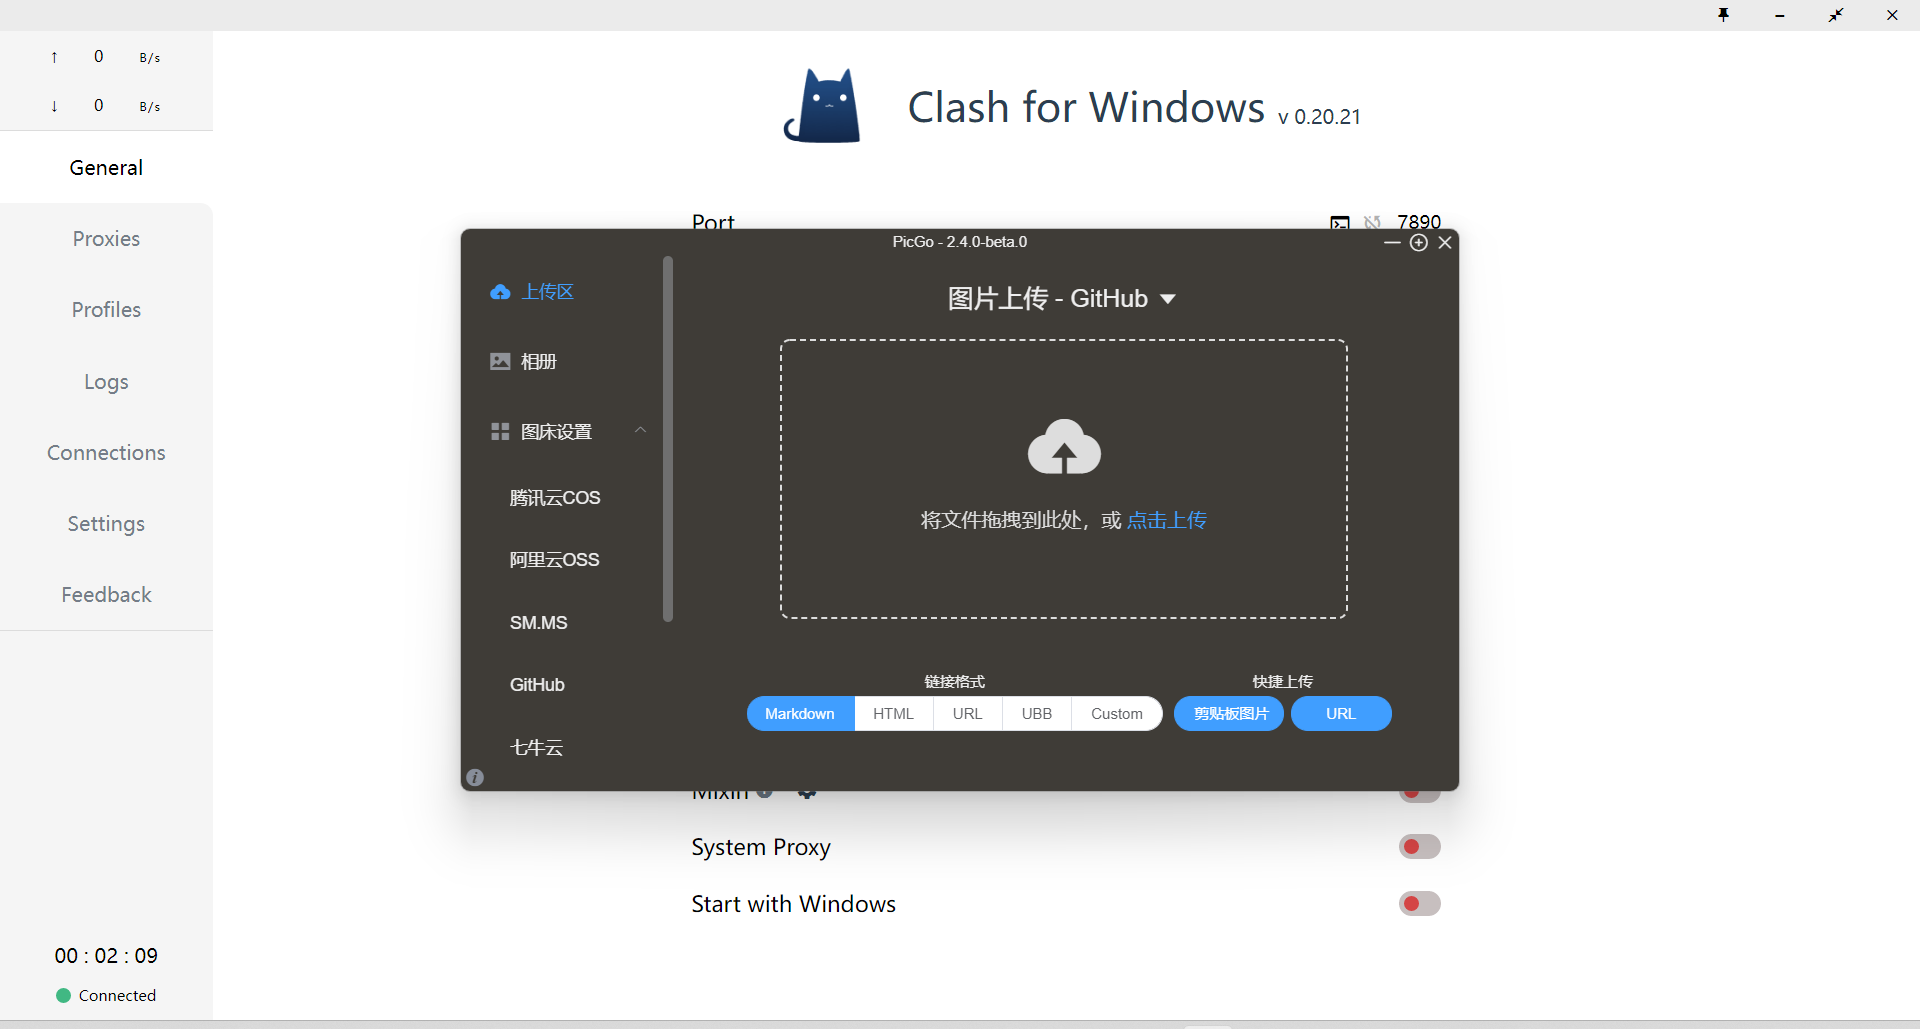 ↑ 0 B/s
↓ 0 B/s
General
Proxies
Profiles
Logs
Connections
Settings
Feedback
00 : 02 : 09
Connected
Clash for Windows v 0.20.21
Port 7890
PicGo - 2.4.0-beta.0
上传区
相册
图床设置
腾讯云COS
阿里云OSS
SM.MS
GitHub
七牛云
图片上传 - GitHub
将文件拖拽到此处，或 点击上传
链接格式
Markdown HTML URL UBB Custom
快捷上传
剪贴板图片 URL
Mixin
System Proxy
Start with Windows